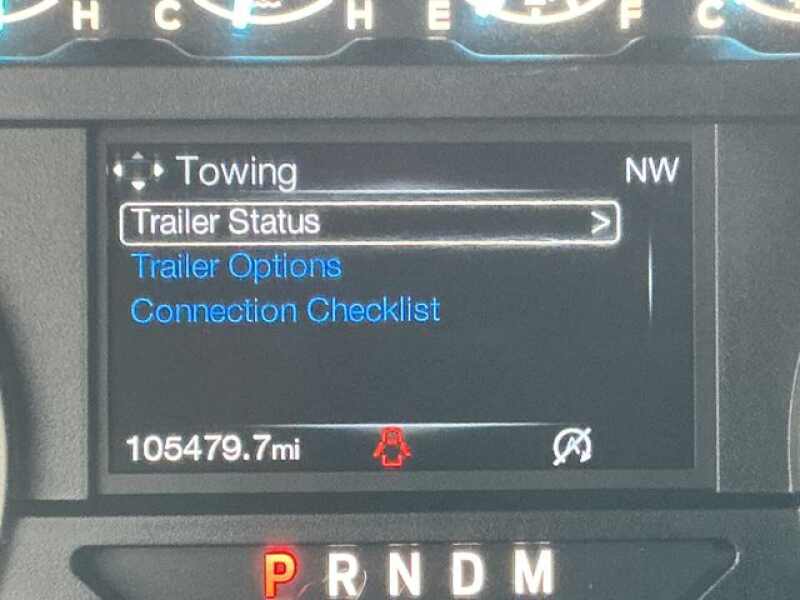 H C H E F C
Towing NW
Trailer Status >
Trailer Options
Connection Checklist
105479.7mi
P R N D M